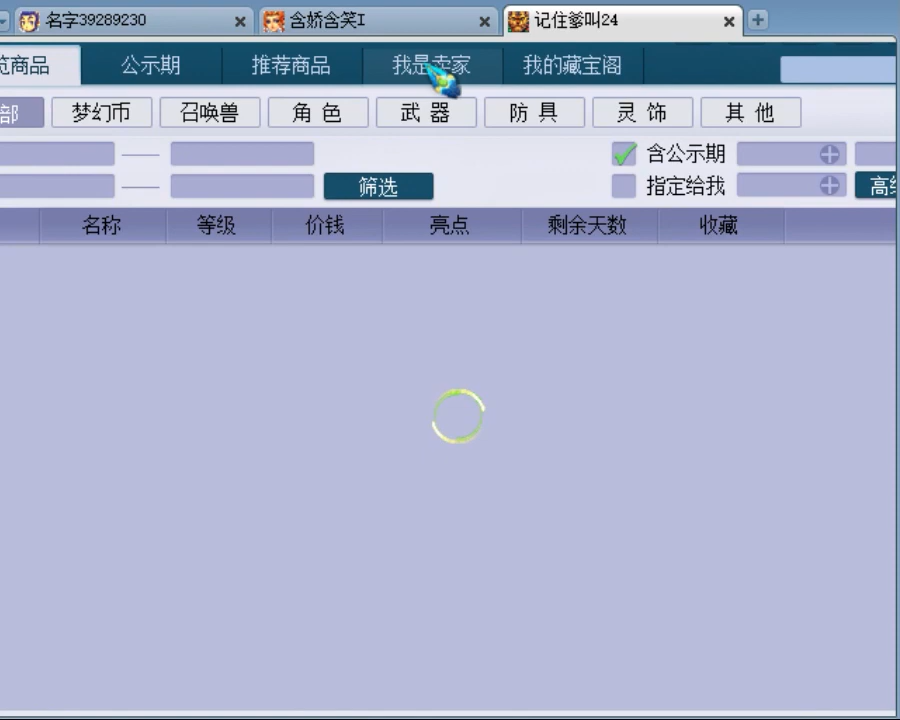 名字39289230 含娇含笑I 记住爹叫24
览商品 公示期 推荐商品 我是卖家 我的藏宝阁
部 梦幻币 召唤兽 角色 武器 防具 灵饰 其他
含公示期
筛选 指定给我 高级
名称 等级 价钱 亮点 剩余天数 收藏